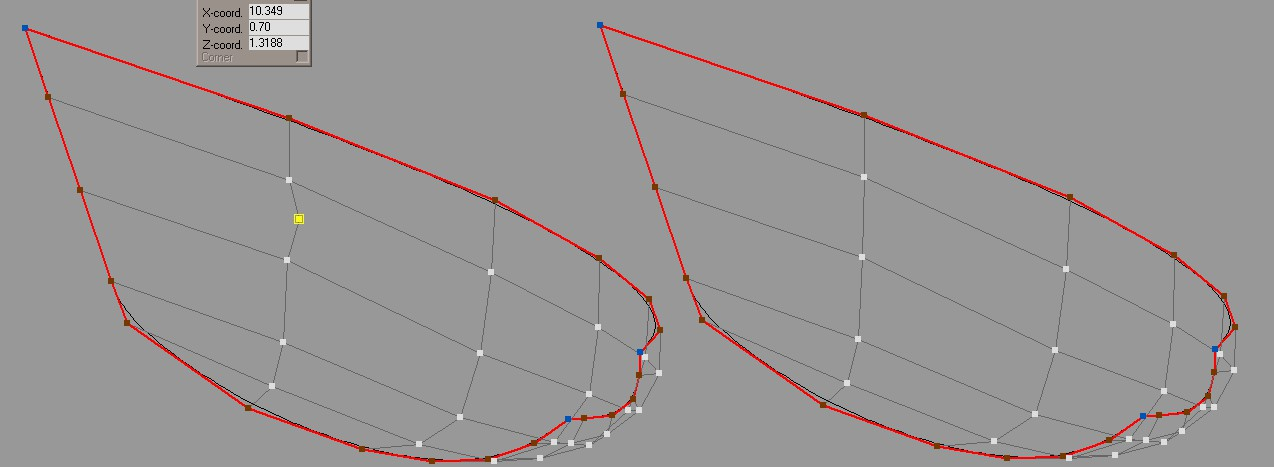 X-coord. 10.349
Y-coord. 0.70
Z-coord. 1.3188
Corner